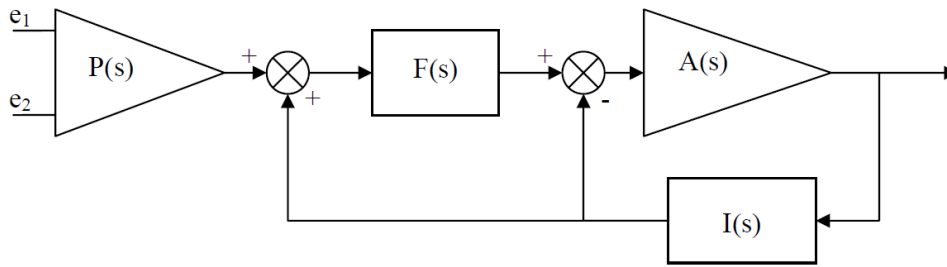 e1
P(s)
e2
+
+
F(s)
+
-
A(s)
I(s)